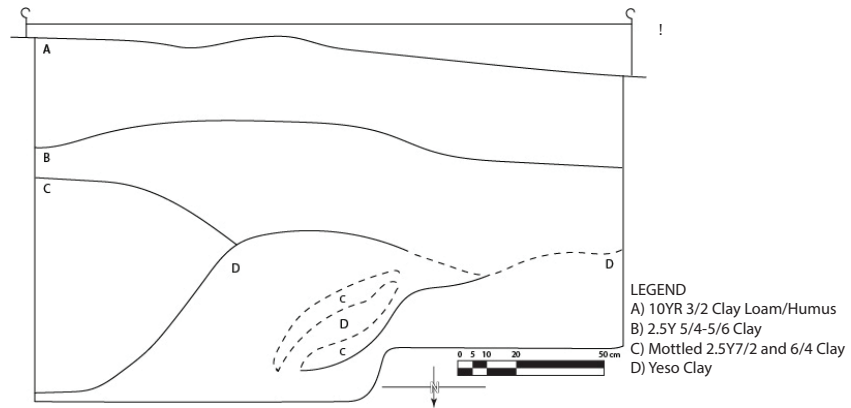 !
A
B
C
D
D
C
D
C
LEGEND
A) 10YR 3/2 Clay Loam/Humus
B) 2.5Y 5/4-5/6 Clay
C) Mottled 2.5Y7/2 and 6/4 Clay
D) Yeso Clay
0 5 10 20 50 cm
N